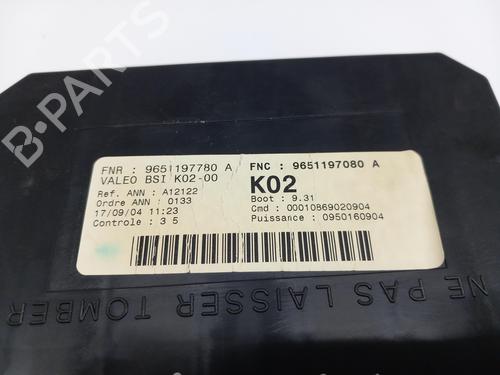 B-PARTS
FNR : 9651197780 A
FNC : 9651197080 A
VALEO BSI K02-00
K02
Ref. ANN : A12122
Boot : 9.31
Ordre ANN : 0133
Cmd : 00010869020904
17/09/04 11:23
Puissance : 0950160904
Controle : 3 5
NE PAS LAISSER TOMBER